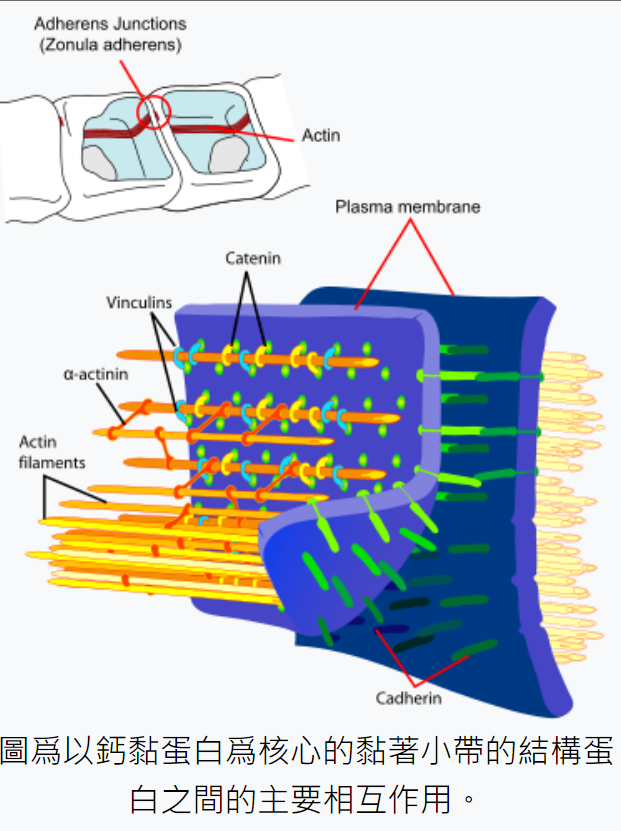 Adherens Junctions
(Zonula adherens)
Actin
Plasma membrane
Catenin
Vinculins
α-actinin
Actin
filaments
Cadherin
圖爲以鈣黏蛋白爲核心的黏著小帶的結構蛋
白之間的主要相互作用。